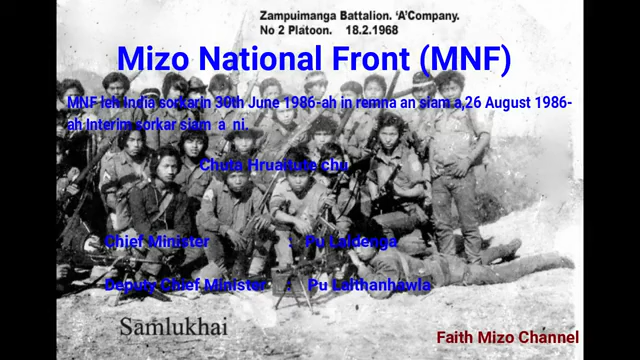 Zampuimanga Battalion. ‘A’Company.
No 2 Platoon. 18.2.1968
Mizo National Front (MNF)
MNF leh India sorkarin 30th June 1986-ah in remna an siam a,26 August 1986-
ah Interim sorkar siam a ni.
Chuta Hruaitute chu
Chief Minister : Pu Laldenga
Deputy Chief Minister : Pu Lalthanhawla
Samlukhai
Faith Mizo Channel